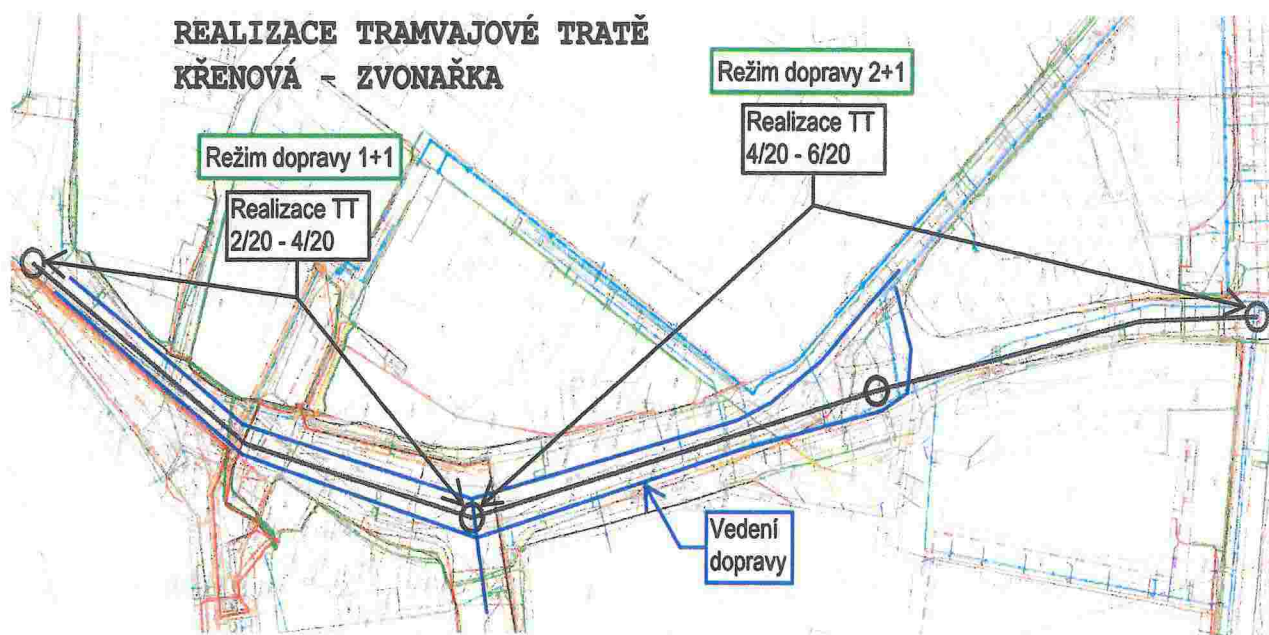 REALIZACE TRAMVAJOVÉ TRATĚ
KŘENOVÁ - ZVONAŘKA
Režim dopravy 2+1
Realizace TT
4/20 - 6/20
Režim dopravy 1+1
Realizace TT
2/20 - 4/20
Vedení
dopravy